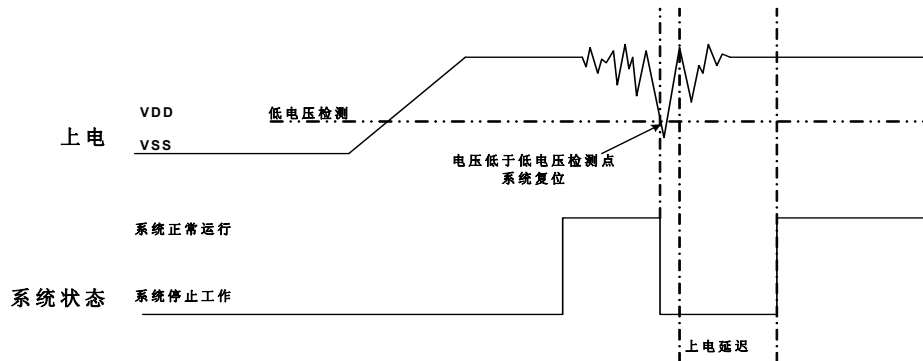 VDD
低电压检测
上电
VSS
电压低于低电压检测点
系统复位
系统正常运行
系统状态
系统停止工作
上电延迟